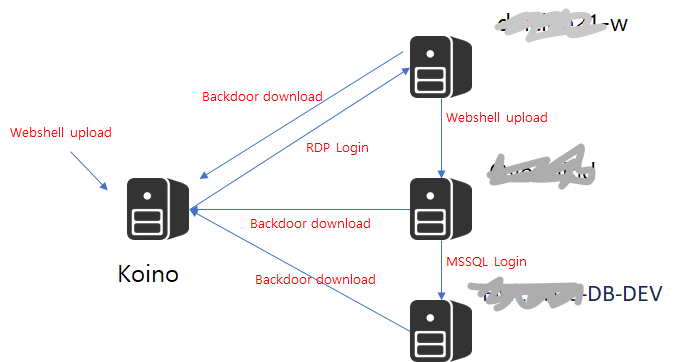 -w
Backdoor download
Webshell upload
Webshell upload
RDP Login
Backdoor download
Koino
MSSQL Login
Backdoor download
-DB-DEV